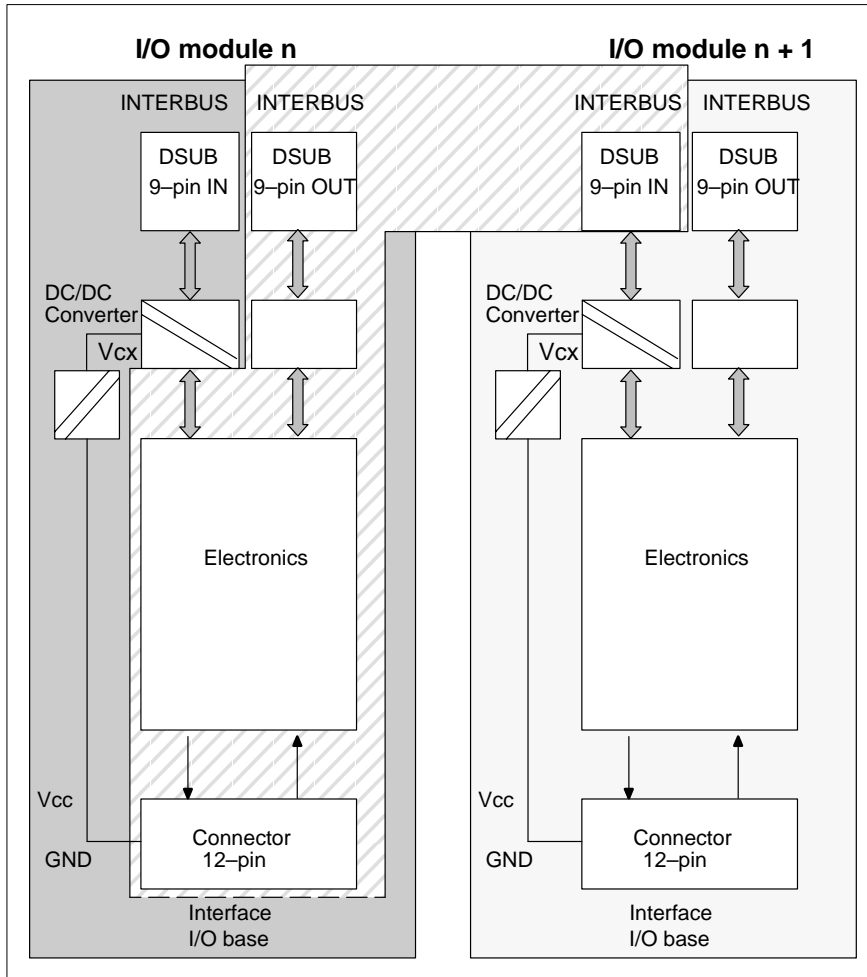 I/O module n
I/O module n + 1
INTERBUS
INTERBUS
INTERBUS
INTERBUS
DSUB
9–pin IN
DSUB
9–pin OUT
DSUB
9–pin IN
DSUB
9–pin OUT
DC/DC
Converter
Vcx
DC/DC
Converter
Vcx
Electronics
Electronics
Vcc
GND
Connector
12–pin
Vcc
GND
Connector
12–pin
Interface
I/O base
Interface
I/O base